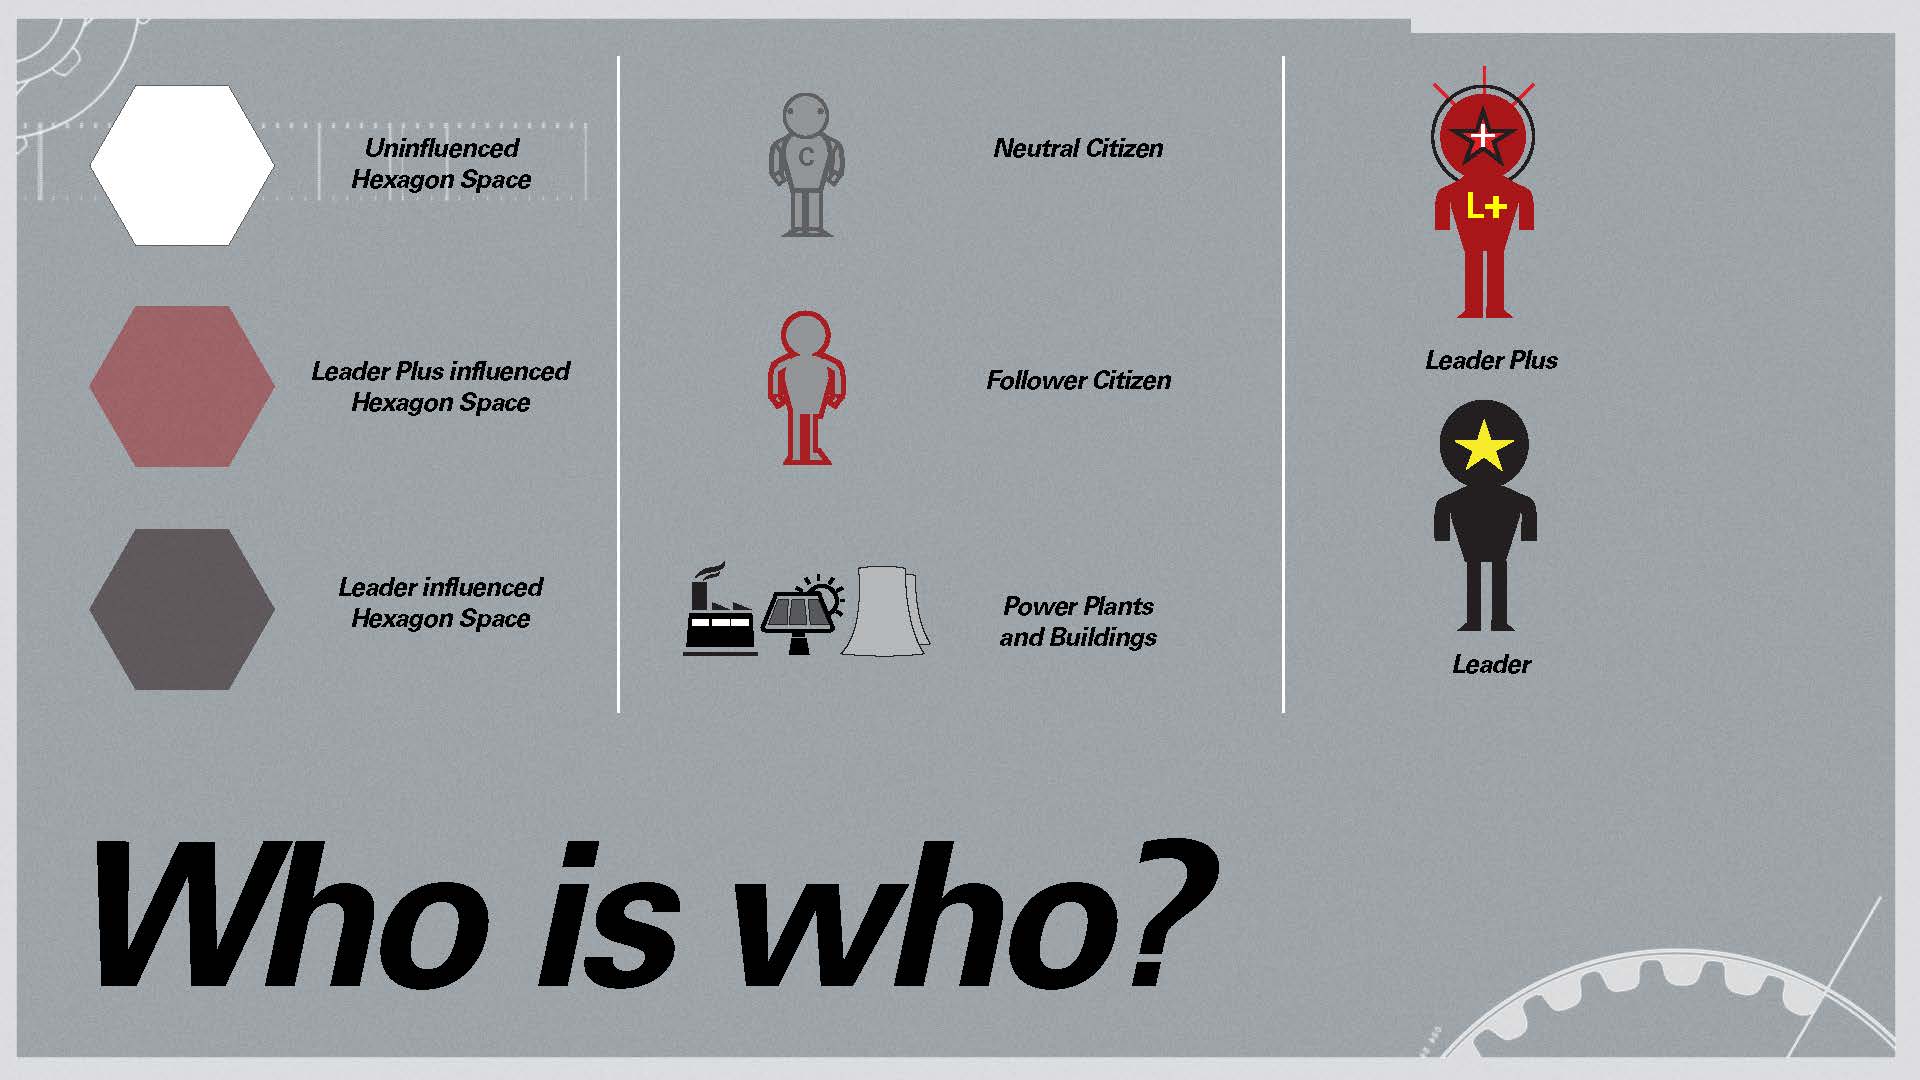 Uninfluenced
Hexagon Space
Leader Plus influenced
Hexagon Space
Leader influenced
Hexagon Space
C
Neutral Citizen
Follower Citizen
Power Plants
and Buildings
L+
Leader Plus
Leader
Who is who?